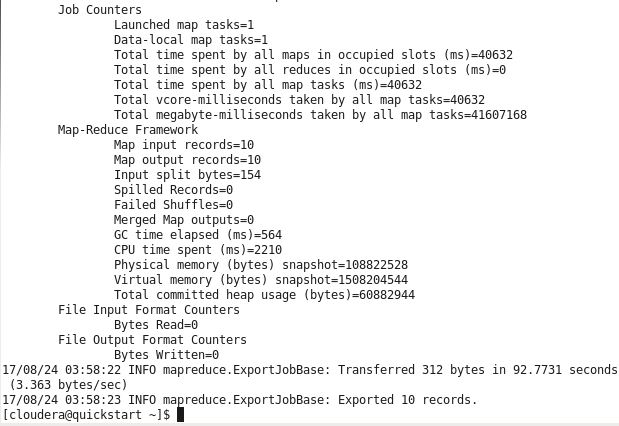 Job Counters
Launched map tasks=1
Data-local map tasks=1
Total time spent by all maps in occupied slots (ms)=40632
Total time spent by all reduces in occupied slots (ms)=0
Total time spent by all map tasks (ms)=40632
Total vcore-milliseconds taken by all map tasks=40632
Total megabyte-milliseconds taken by all map tasks=41607168
Map-Reduce Framework
Map input records=10
Map output records=10
Input split bytes=154
Spilled Records=0
Failed Shuffles=0
Merged Map outputs=0
GC time elapsed (ms)=564
CPU time spent (ms)=2210
Physical memory (bytes) snapshot=108822528
Virtual memory (bytes) snapshot=1508204544
Total committed heap usage (bytes)=60882944
File Input Format Counters
Bytes Read=0
File Output Format Counters
Bytes Written=0
17/08/24 03:58:22 INFO mapreduce.ExportJobBase: Transferred 312 bytes in 92.7731 seconds
(3.363 bytes/sec)
17/08/24 03:58:23 INFO mapreduce.ExportJobBase: Exported 10 records.
[cloudera@quickstart ~]$